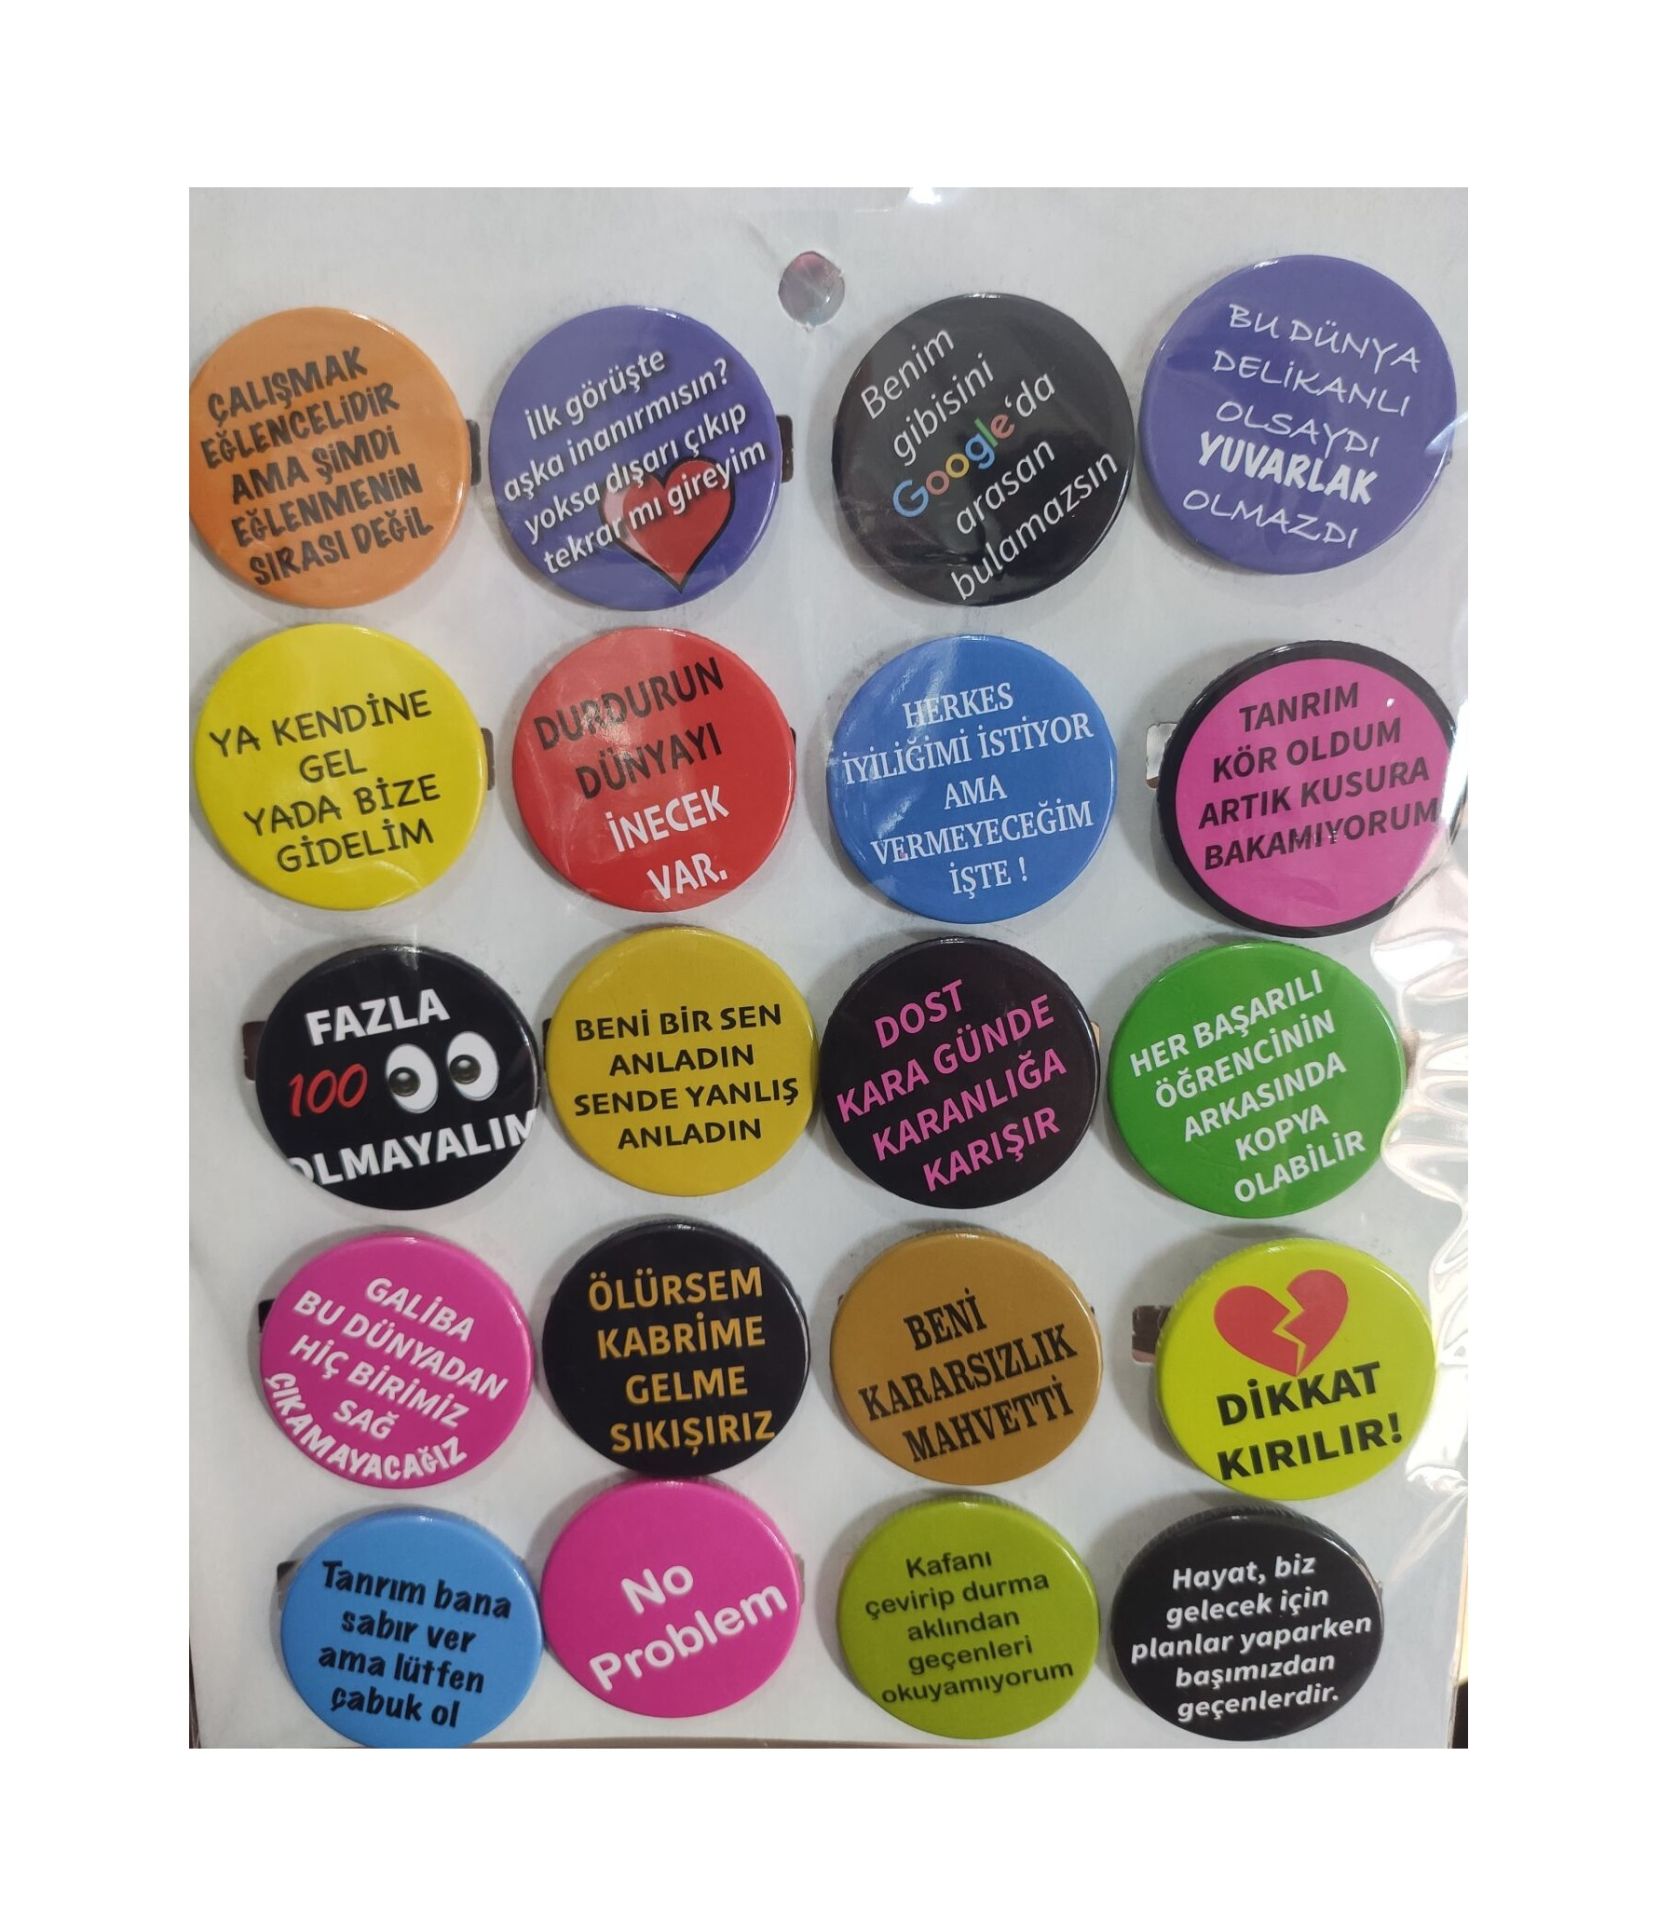 ÇALIŞMAK
EĞLENCELİDİR
AMA ŞİMDİ
EĞLENMENİN
SIRASI DEĞİL
İlk görüşte
aşka inanırmısın?
yoksa dışarı çıkıp
tekrar mı gireyim
Benim
gibisini
Google'da
arasan
bulamazsın
BU DÜNYA
DELİKANLI
OLSAYDI
YUVARLAK
OLMAZDI
YA KENDİNE
GEL
YADA BİZE
GİDELİM
DURDURUN
DÜNYAYI
İNECEK
VAR.
HERKES
İYİLİĞİMİ İSTİYOR
AMA
VERMEYECEĞİM
İŞTE !
TANRIM
KÖR OLDUM
ARTIK KUSURA
BAKAMIYORUM
FAZLA
100
OLMAYALIM
BENİ BİR SEN
ANLADIN
SENDE YANLIŞ
ANLADIN
DOST
KARA GÜNDE
KARANLIĞA
KARIŞIR
HER BAŞARILI
ÖĞRENCİNİN
ARKASINDA
KOPYA
OLABİLİR
GALİBA
BU DÜNYADAN
HİÇ BİRİMİZ
SAĞ
ÇIKAMAYACAĞIZ
ÖLÜRSEM
KABRİME
GELME
SIKIŞIRIZ
BENİ
KARARSIZLIK
MAHVETTİ
DİKKAT
KIRILIR!
Tanrım bana
sabır ver
ama lütfen
çabuk ol
No
Problem
Kafanı
çevirip durma
aklından
geçenleri
okuyamıyorum
Hayat, biz
gelecek için
planlar yaparken
başımızdan
geçenlerdir.